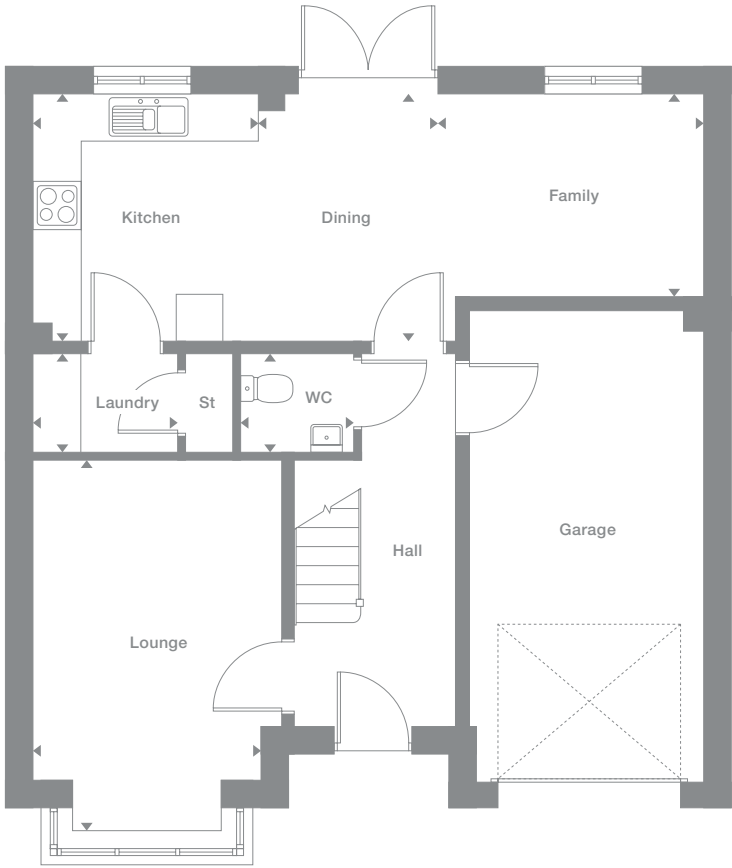 Family
Kitchen
Dining
Laundry
St
WC
Garage
Hall
Lounge